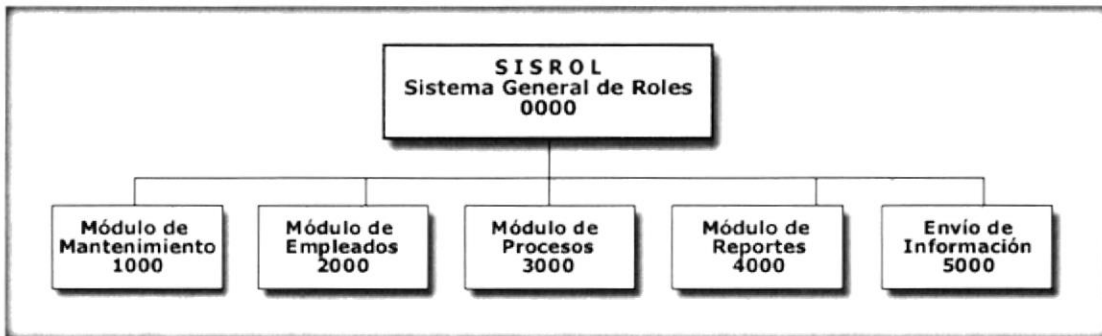 S I S R O L
Sistema General de Roles
0000
Módulo de
Mantenimiento
1000
Módulo de
Empleados
2000
Módulo de
Procesos
3000
Módulo de
Reportes
4000
Envío de
Información
5000